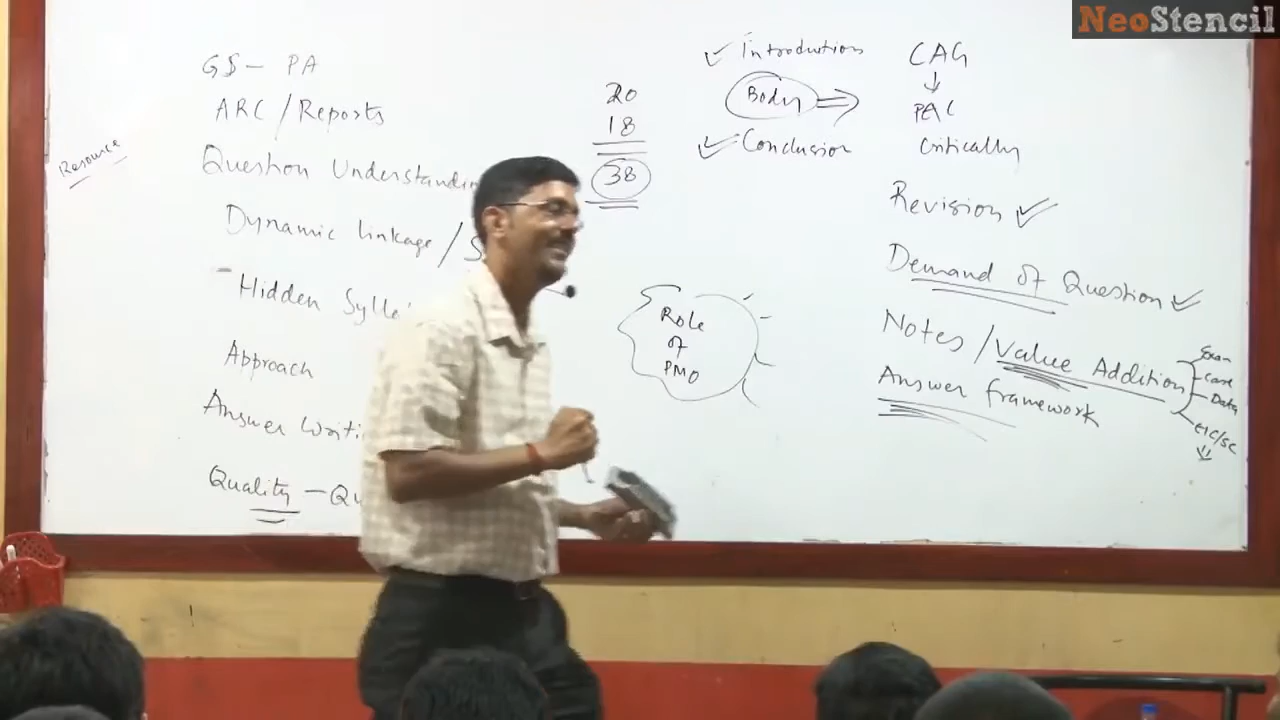 NeoStencil
GS - PA
ARC / Reports
Resource
Question Understandin
Dynamic linkage / S
Hidden Sylle
Approach
Answer Writi
Quality - Qu
20
18
38
Introduction
Body
Conclusion
CAG
PAC
Critically
Role
of
PMO
Revision
Demand of Question
Notes / Value Addition
Case
Data
Answer framework